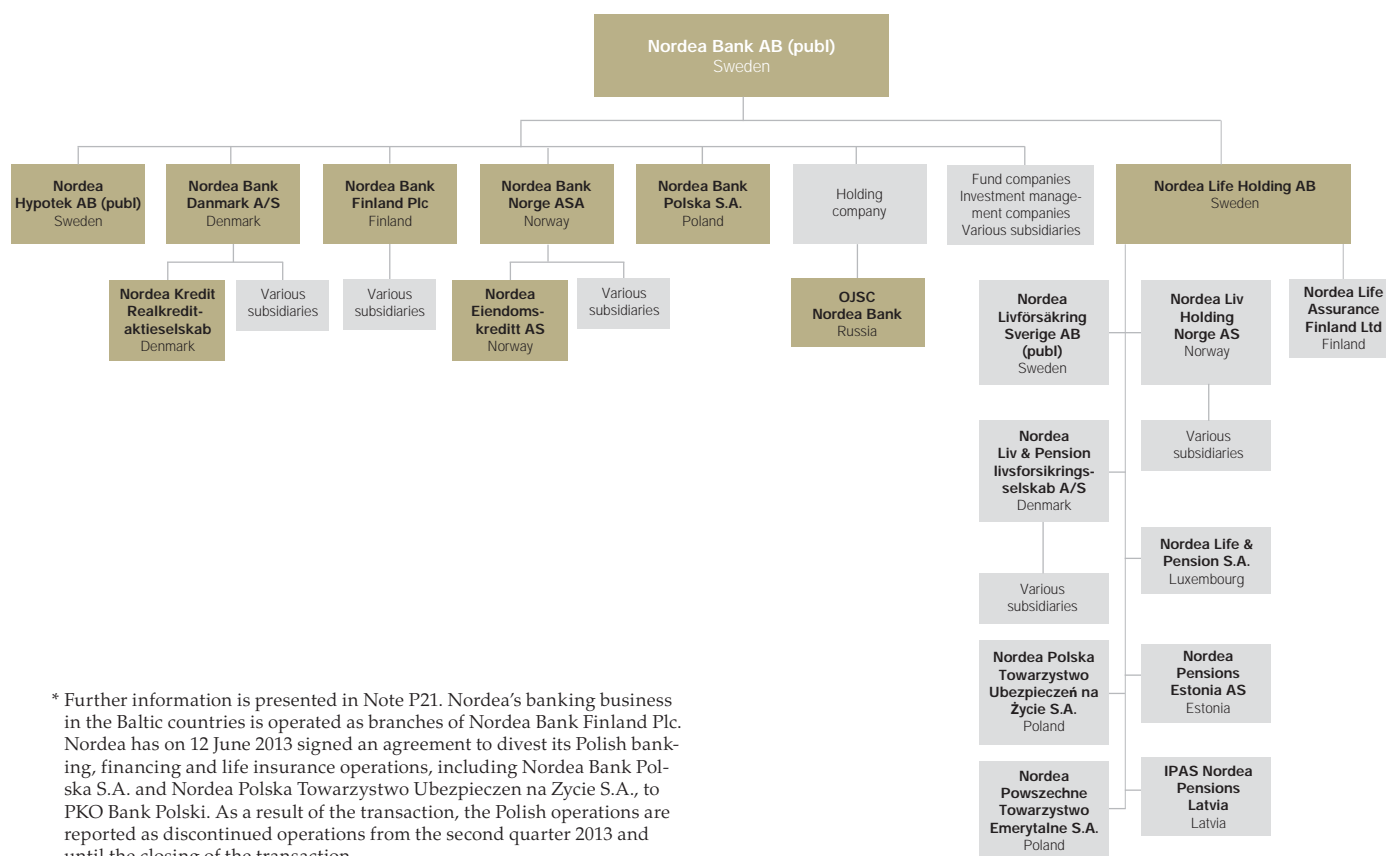 Nordea Bank AB (publ)
Sweden
Nordea
Hypotek AB (publ)
Sweden
Nordea Bank
Danmark A/S
Denmark
Nordea Bank
Finland Plc
Finland
Nordea Bank
Norge ASA
Norway
Nordea Bank
Polska S.A.
Poland
Holding
company
Fund companies
Investment manage-
ment companies
Various subsidiaries
Nordea Life Holding AB
Sweden
Nordea Kredit
Realkredit-
aktieselskab
Denmark
Various
subsidiaries
Various
subsidiaries
Nordea
Eiendoms-
kreditt AS
Norway
Various
subsidiaries
OJSC
Nordea Bank
Russia
Nordea
Livförsäkring
Sverige AB
(publ)
Sweden
Nordea Liv
Holding
Norge AS
Norway
Nordea Life
Assurance
Finland Ltd
Finland
Nordea
Liv & Pension
livsforsikrings-
selskab A/S
Denmark
Various
subsidiaries
Nordea Life &
Pension S.A.
Luxembourg
Various
subsidiaries
Nordea Polska
Towarzystwo
Ubezpieczeń na
Życie S.A.
Poland
Nordea
Pensions
Estonia AS
Estonia
Nordea
Powszechne
Towarzystwo
Emerytalne S.A.
Poland
IPAS Nordea
Pensions
Latvia
Latvia
* Further information is presented in Note P21. Nordea's banking business
in the Baltic countries is operated as branches of Nordea Bank Finland Plc.
Nordea has on 12 June 2013 signed an agreement to divest its Polish bank-
ing, financing and life insurance operations, including Nordea Bank Pol-
ska S.A. and Nordea Polska Towarzystwo Ubezpieczen na Zycie S.A., to
PKO Bank Polski. As a result of the transaction, the Polish operations are
reported as discontinued operations from the second quarter 2013 and
until the closing of the transaction.